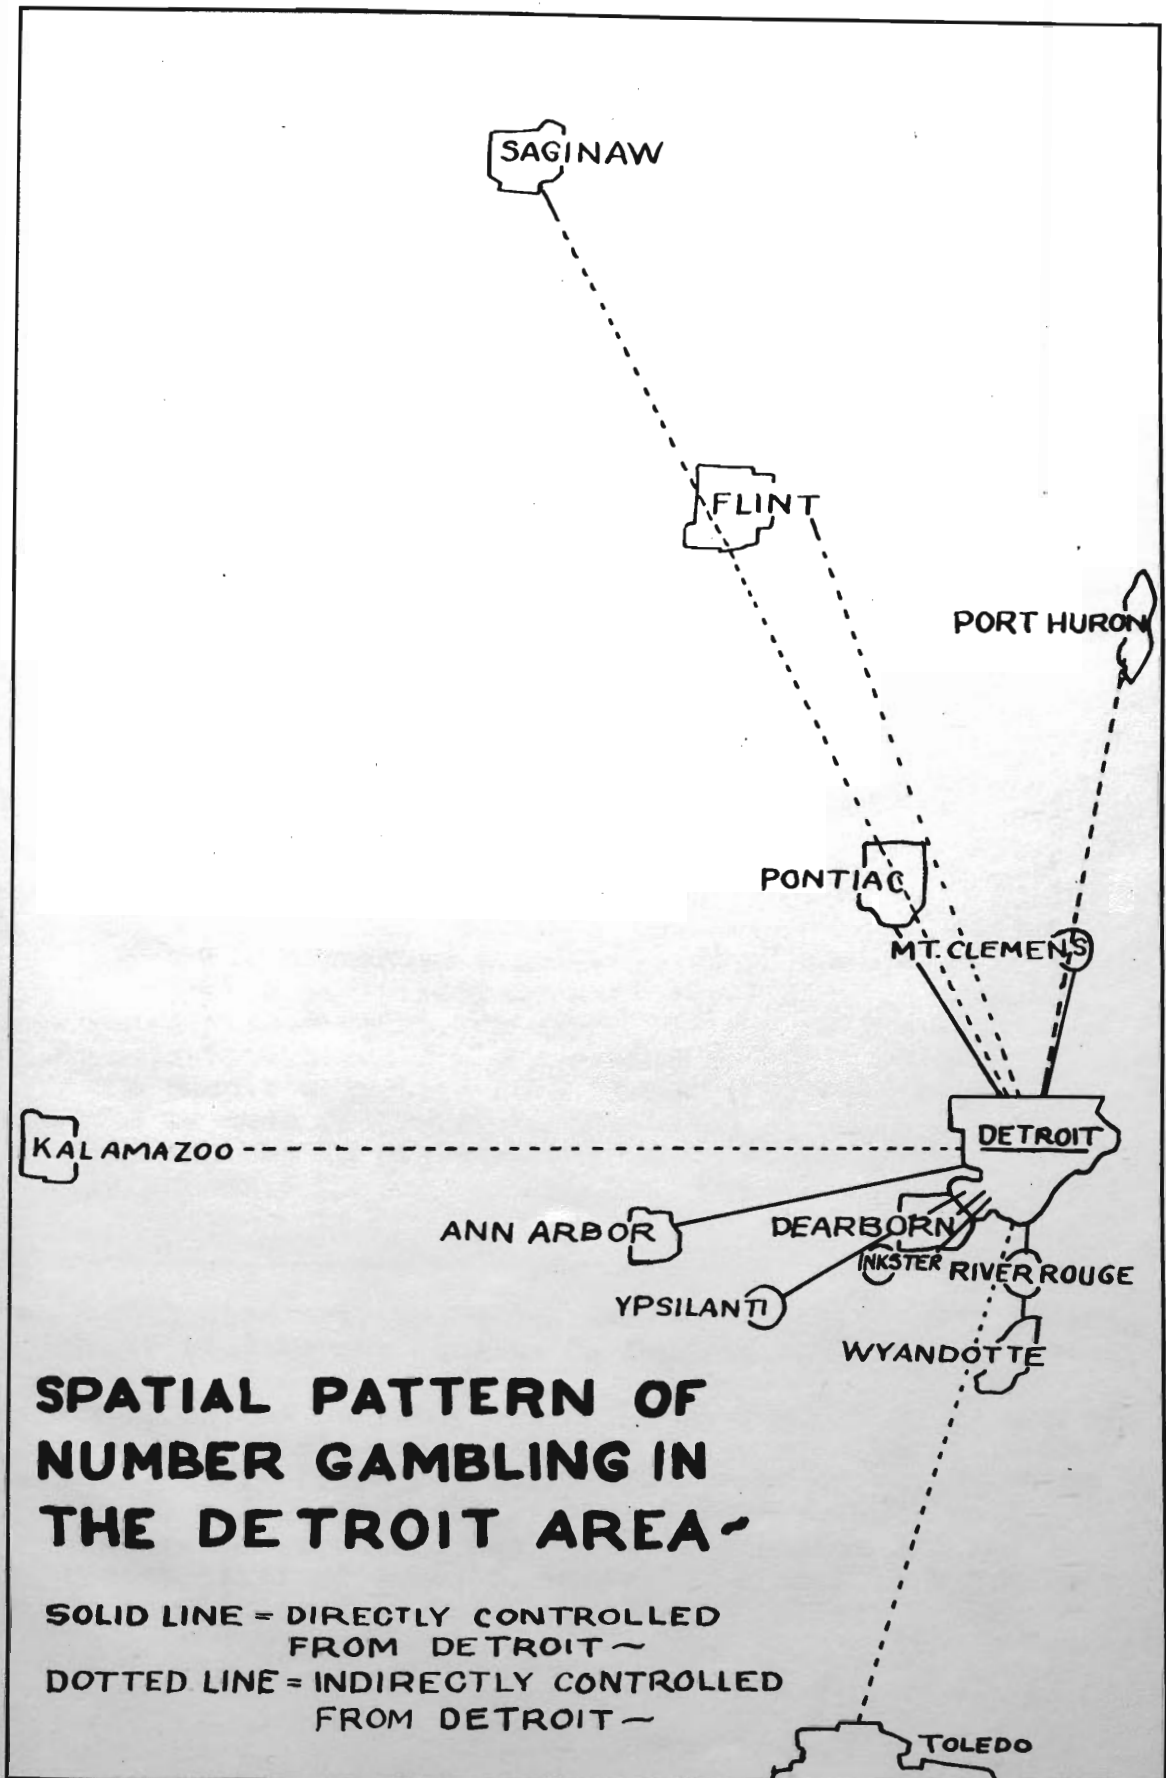 SAGINAW
FLINT
PORT HURON
PONTIAC
MT. CLEMENS
DETROIT
KALAMAZOO
ANN ARBOR
DEARBORN
INKSTER
RIVER ROUGE
YPSILANTI
WYANDOTTE
SPATIAL PATTERN OF
NUMBER GAMBLING IN
THE DETROIT AREA~
SOLID LINE = DIRECTLY CONTROLLED
FROM DETROIT~
DOTTED LINE = INDIRECTLY CONTROLLED
FROM DETROIT~
TOLEDO